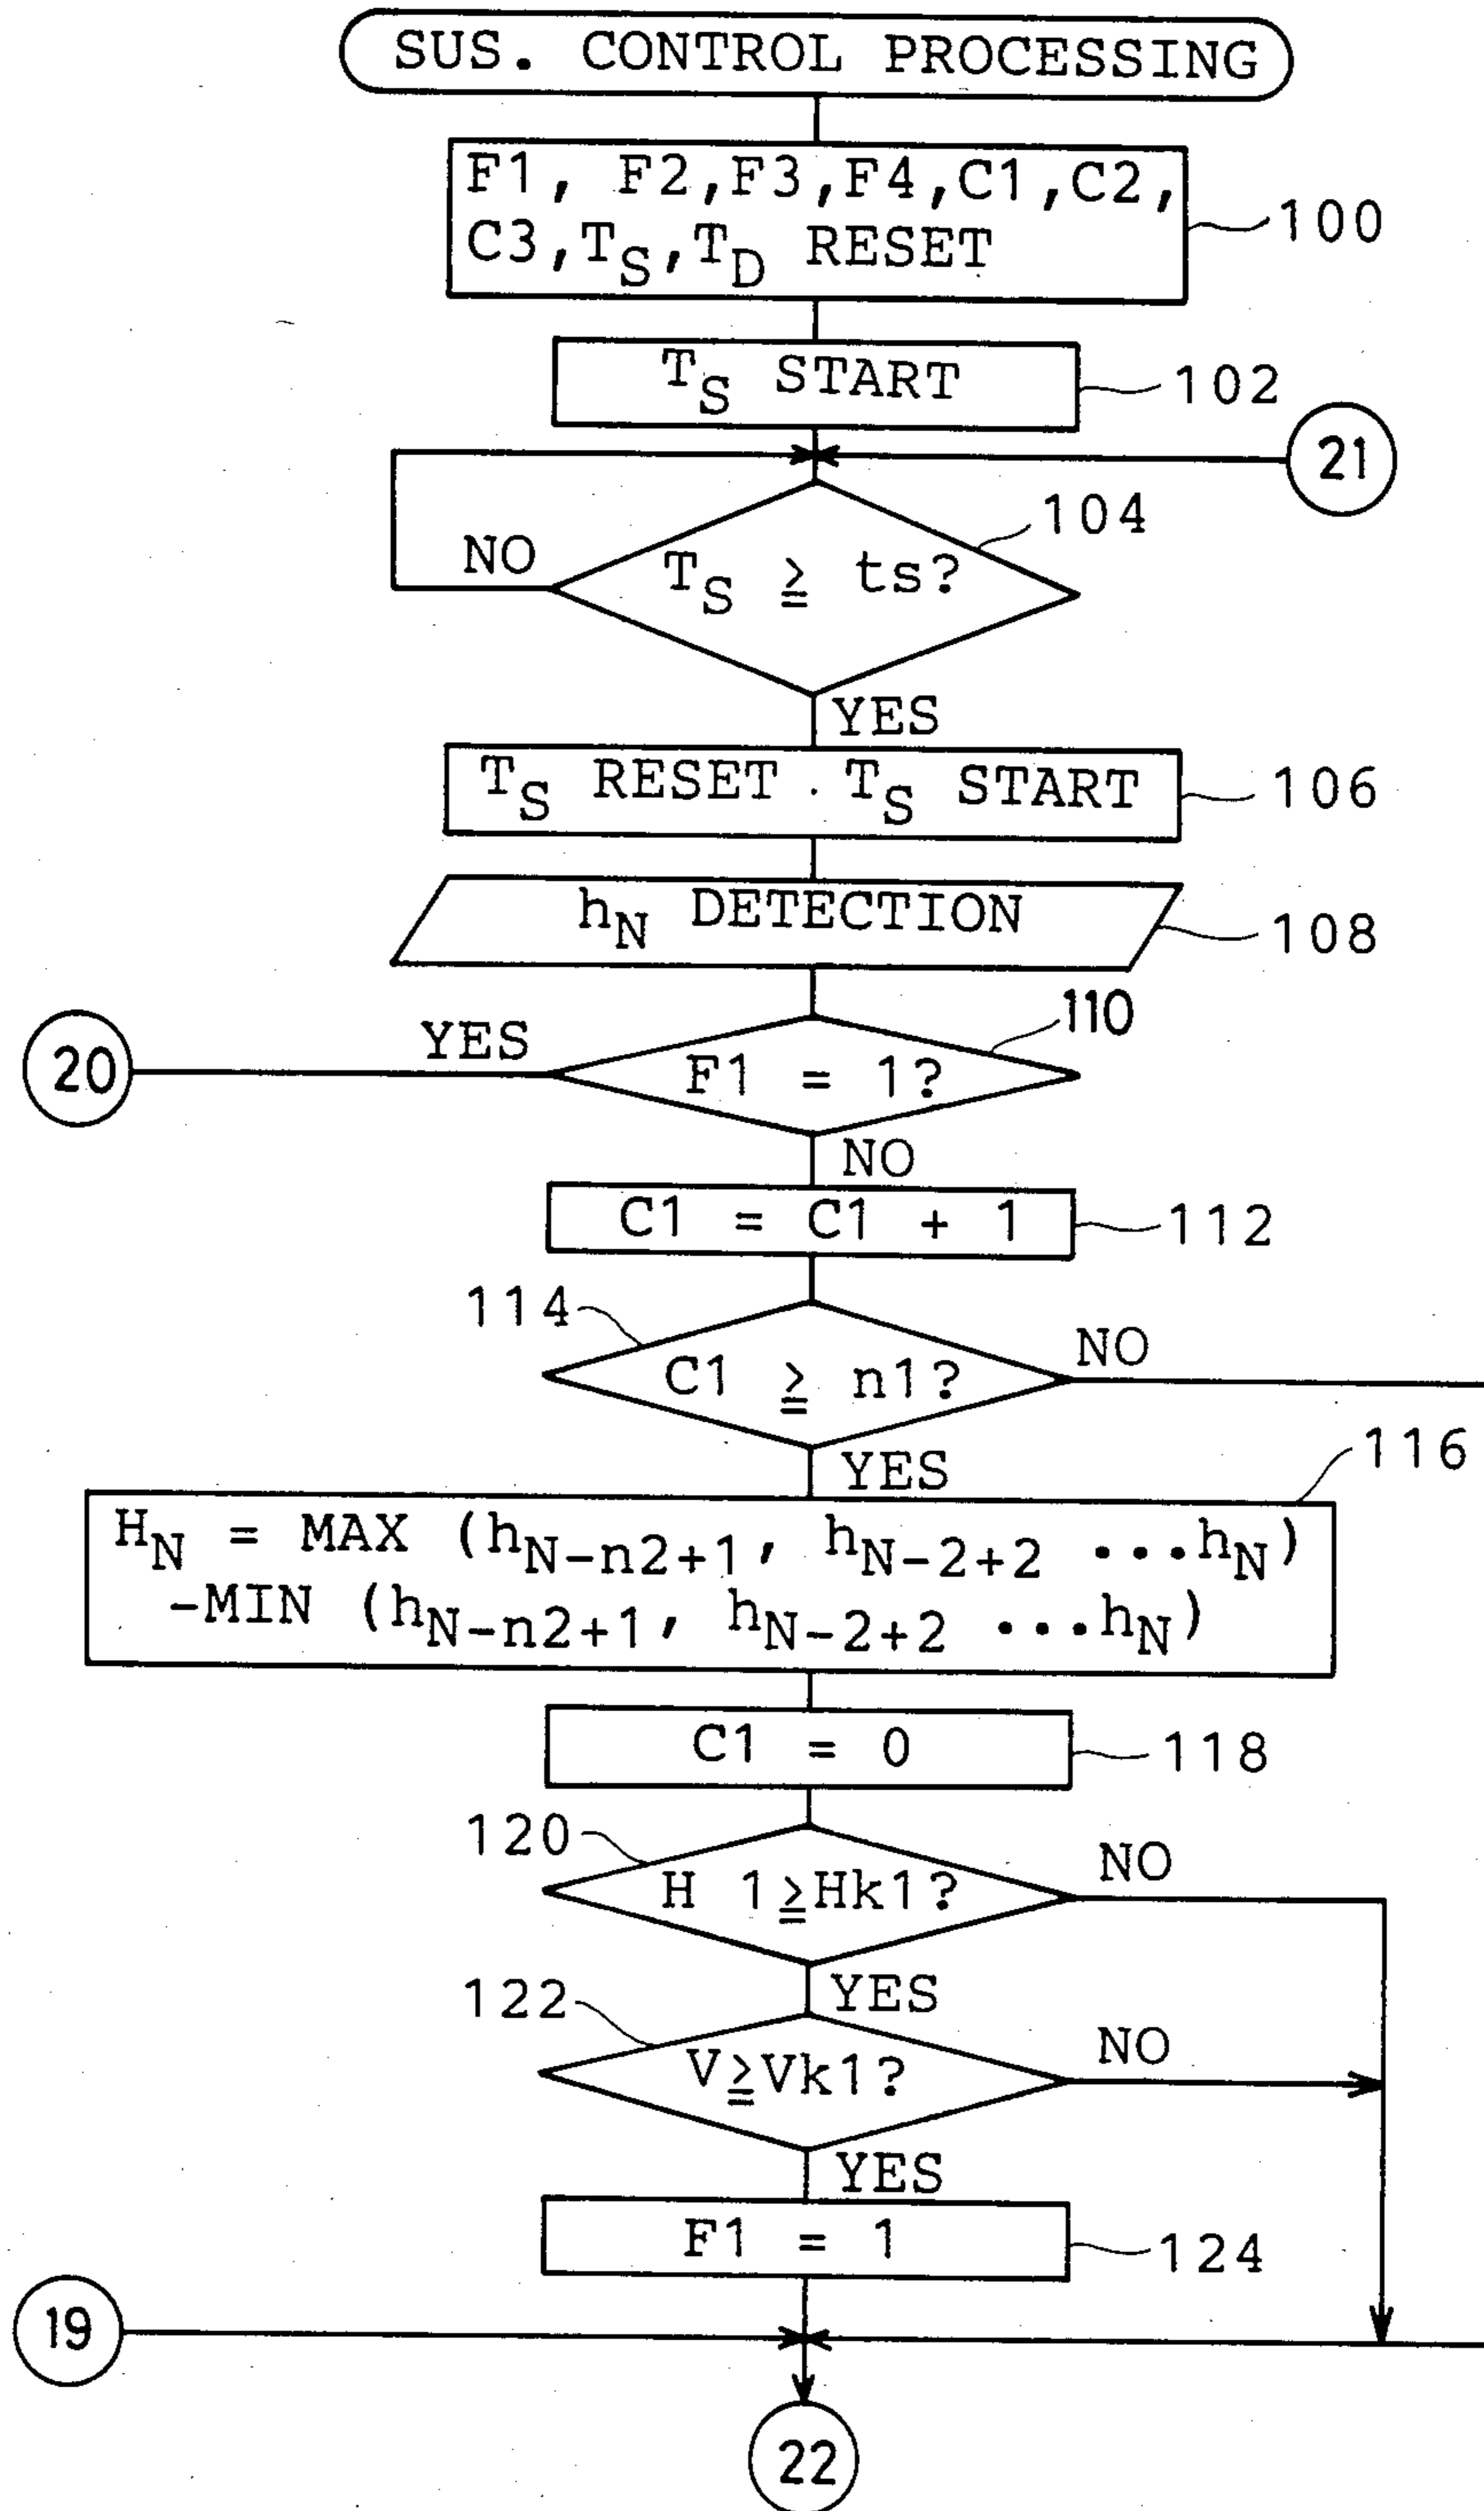 SUS. CONTROL PROCESSING
F1, F2,F3,F4,C1,C2,
C3,TS,TD RESET
100
TS START
102
21
104
NO
TS ≧ ts?
YES
TS RESET . TS START
106
hN DETECTION
108
110
YES
20
F1 = 1?
NO
C1 = C1 + 1
112
114
NO
C1 ≧ n1?
YES
116
HN = MAX (hN-n2+1, hN-2+2 •••hN)
-MIN (hN-n2+1, hN-2+2 •••hN)
C1 = 0
118
120
NO
H 1≧Hk1?
YES
122
NO
V≧Vk1?
YES
F1 = 1
124
19
22